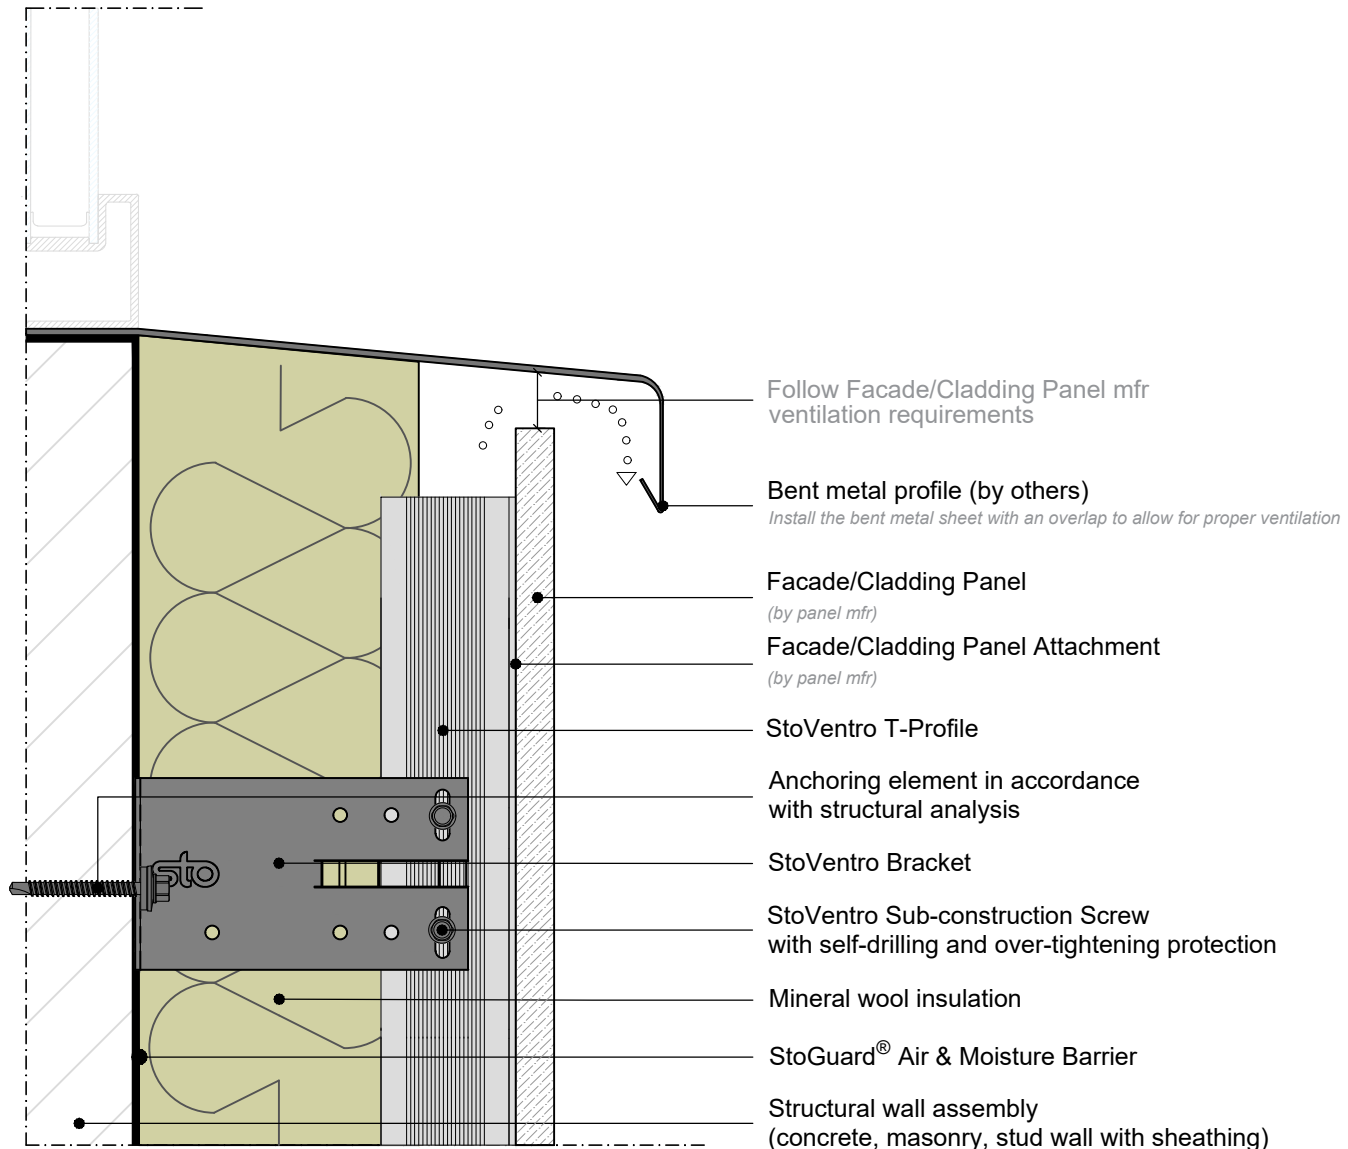 Follow Facade/Cladding Panel mfr
ventilation requirements
Bent metal profile (by others)
Install the bent metal sheet with an overlap to allow for proper ventilation
Facade/Cladding Panel
(by panel mfr)
Facade/Cladding Panel Attachment
(by panel mfr)
StoVentro T-Profile
Anchoring element in accordance
with structural analysis
StoVentro Bracket
sto
StoVentro Sub-construction Screw
with self-drilling and over-tightening protection
Mineral wool insulation
StoGuard® Air & Moisture Barrier
Structural wall assembly
(concrete, masonry, stud wall with sheathing)